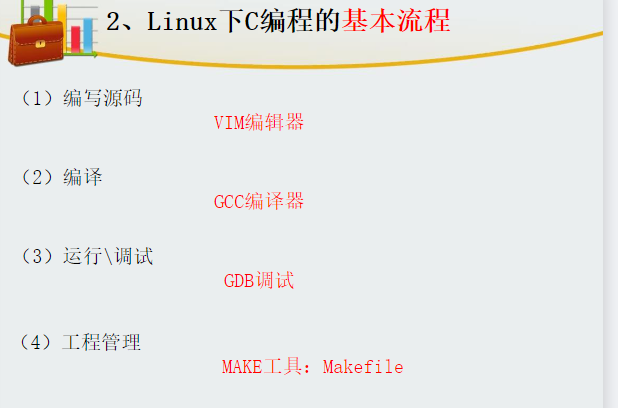 2、Linux下C编程的基本流程
（1）编写源码
VIM编辑器
（2）编译
GCC编译器
（3）运行\调试
GDB调试
（4）工程管理
MAKE工具：Makefile